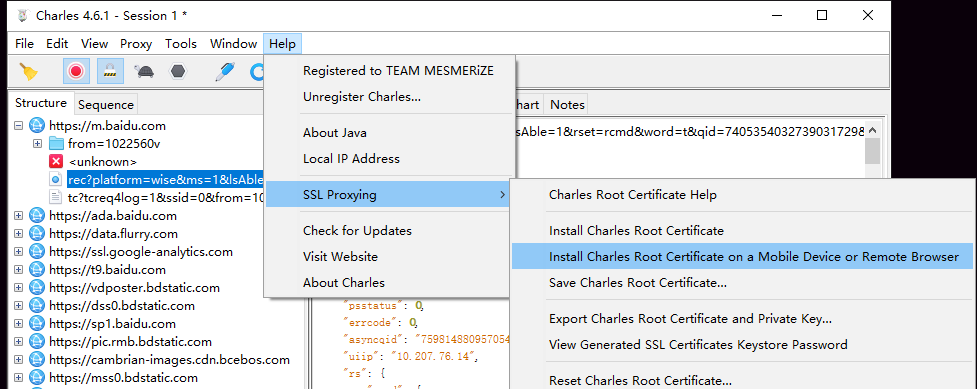 Charles 4.6.1 - Session 1 *
File Edit View Proxy Tools Window Help
Structure Sequence
https://m.baidu.com
from=1022560v
<unknown>
rec?platform=wise&ms=1&lsAble
tc?tcreq4log=1&ssid=0&from=10
https://ada.baidu.com
https://data.flurry.com
https://ssl.google-analytics.com
https://t9.baidu.com
https://vdposter.bdstatic.com
https://dss0.bdstatic.com
https://sp1.baidu.com
https://pic.rmb.bdstatic.com
https://cambrian-images.cdn.bcebos.com
https://mss0.bdstatic.com
Registered to TEAM MESMERiZE
Unregister Charles...
About Java
Local IP Address
SSL Proxying
Check for Updates
Visit Website
About Charles
hart Notes
sAble=1&rset=rcmd&word=t&qid=7405354032739031729&
Charles Root Certificate Help
Install Charles Root Certificate
Install Charles Root Certificate on a Mobile Device or Remote Browser
Save Charles Root Certificate...
Export Charles Root Certificate and Private Key...
View Generated SSL Certificates Keystore Password
Reset Charles Root Certificate...
"psstatus": 0,
"errcode": 0,
"asyncqid": "759814880957054
"uiip": "10.207.76.14",
"rs": {